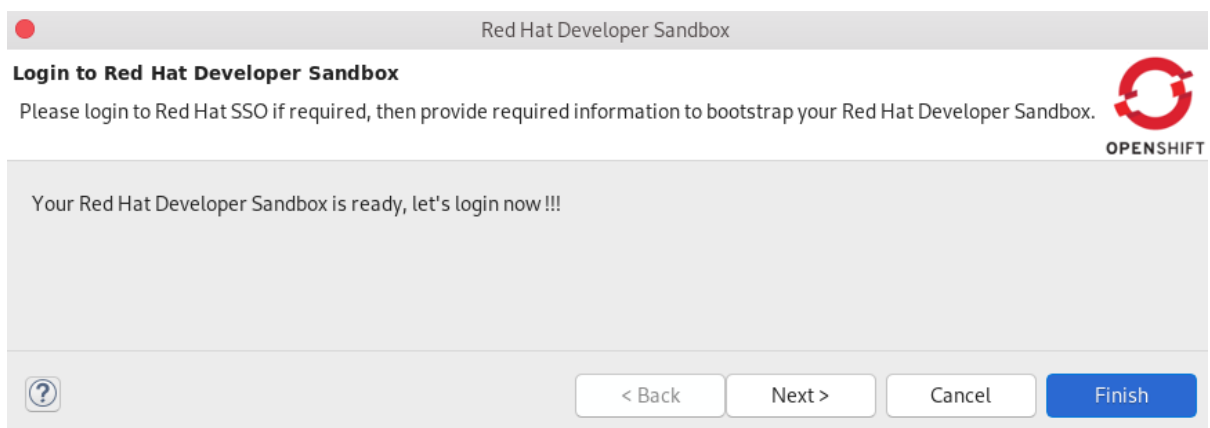 Red Hat Developer Sandbox
Login to Red Hat Developer Sandbox
Please login to Red Hat SSO if required, then provide required information to bootstrap your Red Hat Developer Sandbox.
OPENSHIFT
Your Red Hat Developer Sandbox is ready, let's login now !!!
?
< Back Next > Cancel Finish